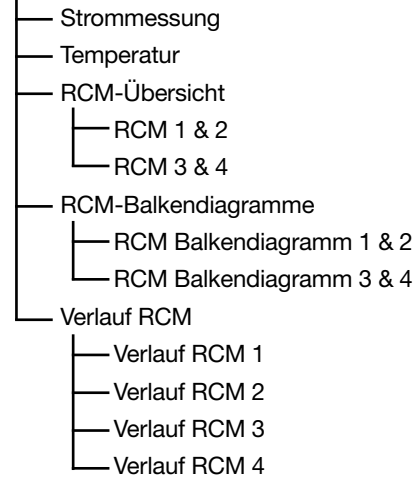 Strommessung
Temperatur
RCM-Übersicht
RCM 1 & 2
RCM 3 & 4
RCM-Balkendiagramme
RCM Balkendiagramm 1 & 2
RCM Balkendiagramm 3 & 4
Verlauf RCM
Verlauf RCM 1
Verlauf RCM 2
Verlauf RCM 3
Verlauf RCM 4